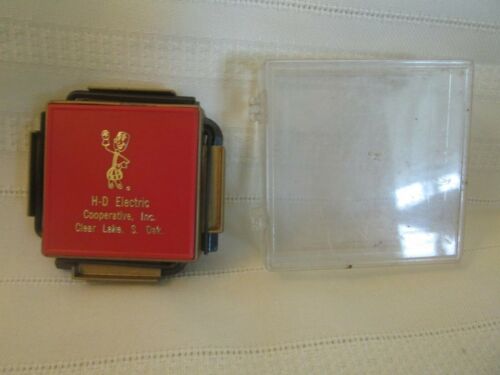 H-D Electric
Cooperative, Inc.
Clear Lake, S. Dak.